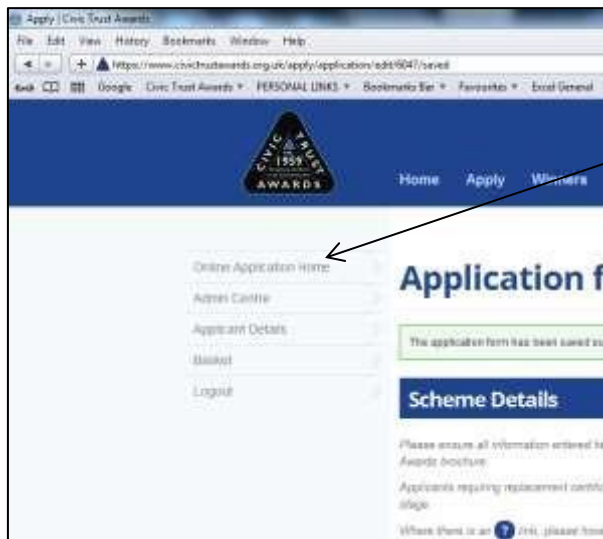 Apply | Civic Trust Awards
File Edit View History Bookmarks Window Help
https://www.civictrustawards.org.uk/apply/application/edit/6047/saved
Google Civic Trust Awards PERSONAL LINKS Bookmarks Bar Favourites Excel General
CIVIC TRUST
1959
AWARDS
Home Apply Winners
Online Application Home
Admin Centre
Applicant Details
Basket
Logout
Application f
The application form has been saved su
Scheme Details
Please ensure all information entered
Awards brochure
Applicants requiring replacement
stage
Where there is an ? link, please